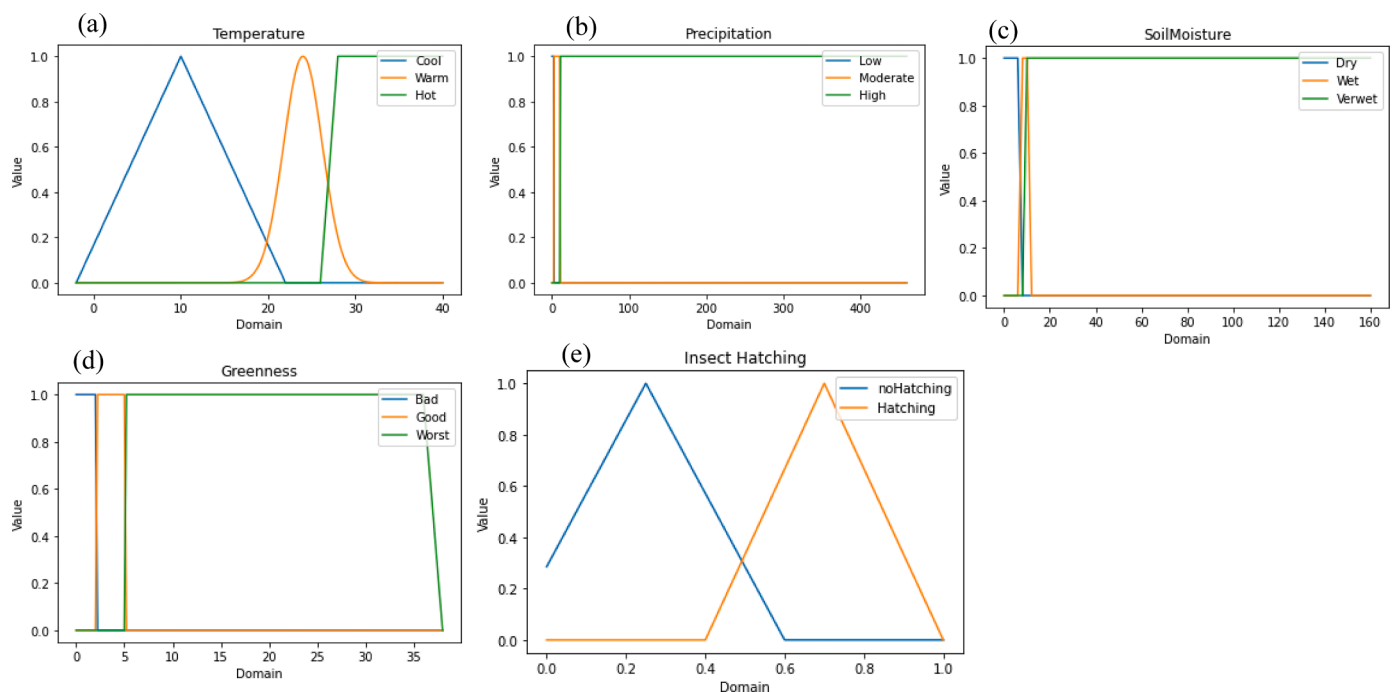 (a)
Temperature
1.0
0.8
0.6
0.4
0.2
0.0
Value
0
10
20
30
40
Domain
Cool
Warm
Hot
(b)
Precipitation
1.0
0.8
0.6
0.4
0.2
0.0
Value
0
100
200
300
400
Domain
Low
Moderate
High
(c)
SoilMoisture
1.0
0.8
0.6
0.4
0.2
0.0
Value
0
20
40
60
80
100
120
140
160
Domain
Dry
Wet
Verwet
(d)
Greenness
1.0
0.8
0.6
0.4
0.2
0.0
Value
0
5
10
15
20
25
30
35
Domain
Bad
Good
Worst
(e)
Insect Hatching
1.0
0.8
0.6
0.4
0.2
0.0
Value
0.0
0.2
0.4
0.6
0.8
1.0
Domain
noHatching
Hatching